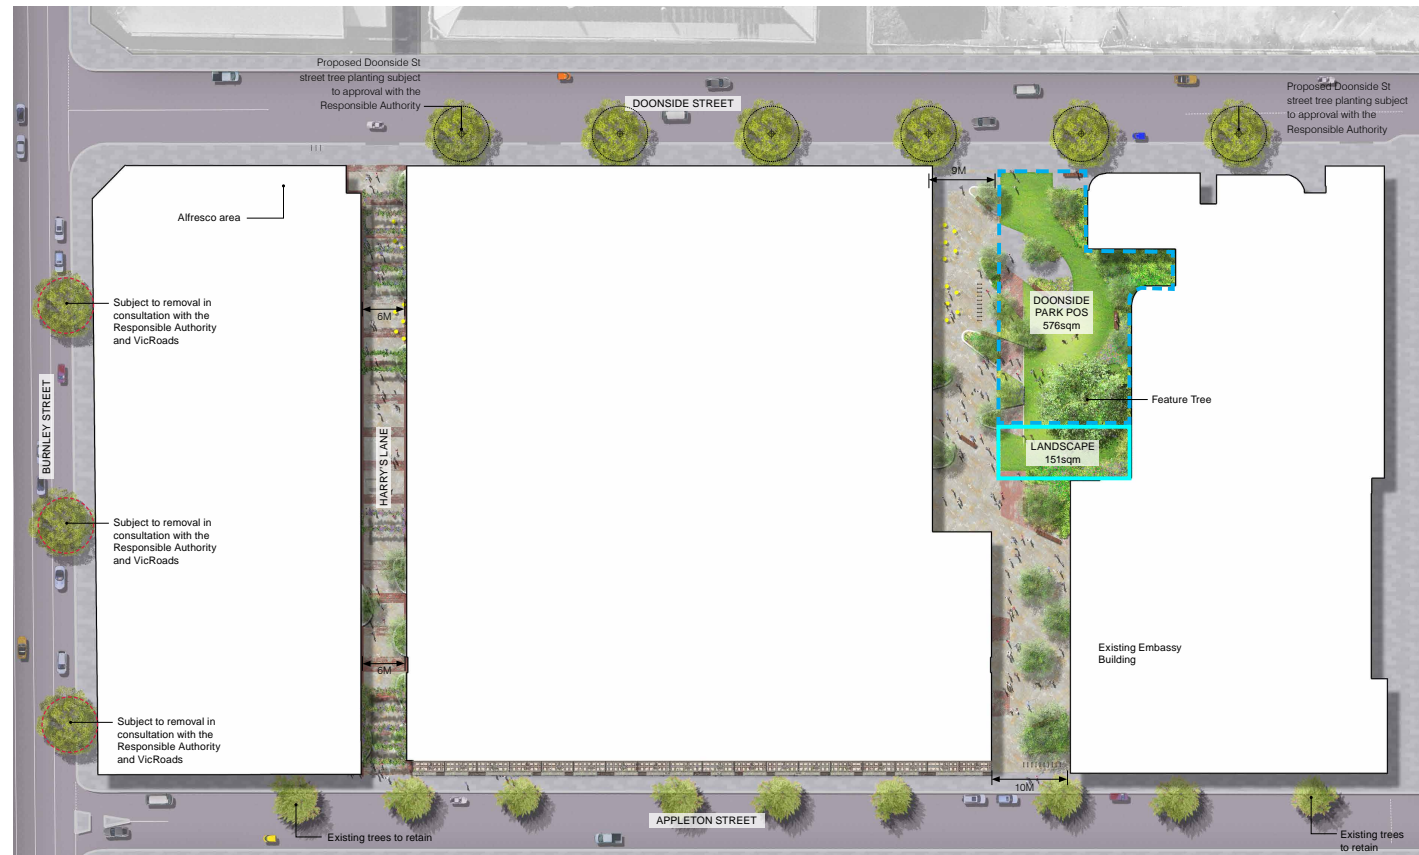 Proposed Doonside St
street tree planting subject
to approval with the
Responsible Authority
DOONSIDE STREET
Proposed Doonside St
street tree planting subject
to approval with the
Responsible Authority
9M
Alfresco area
Subject to removal in
consultation with the
Responsible Authority
and VicRoads
6M
DOONSIDE
PARK POS
576sqm
Feature Tree
BURNLEY STREET
HARRY'S LANE
LANDSCAPE
151sqm
Subject to removal in
consultation with the
Responsible Authority
and VicRoads
Existing Embassy
Building
6M
Subject to removal in
consultation with the
Responsible Authority
and VicRoads
10M
APPLETON STREET
Existing trees to retain
Existing trees
to retain